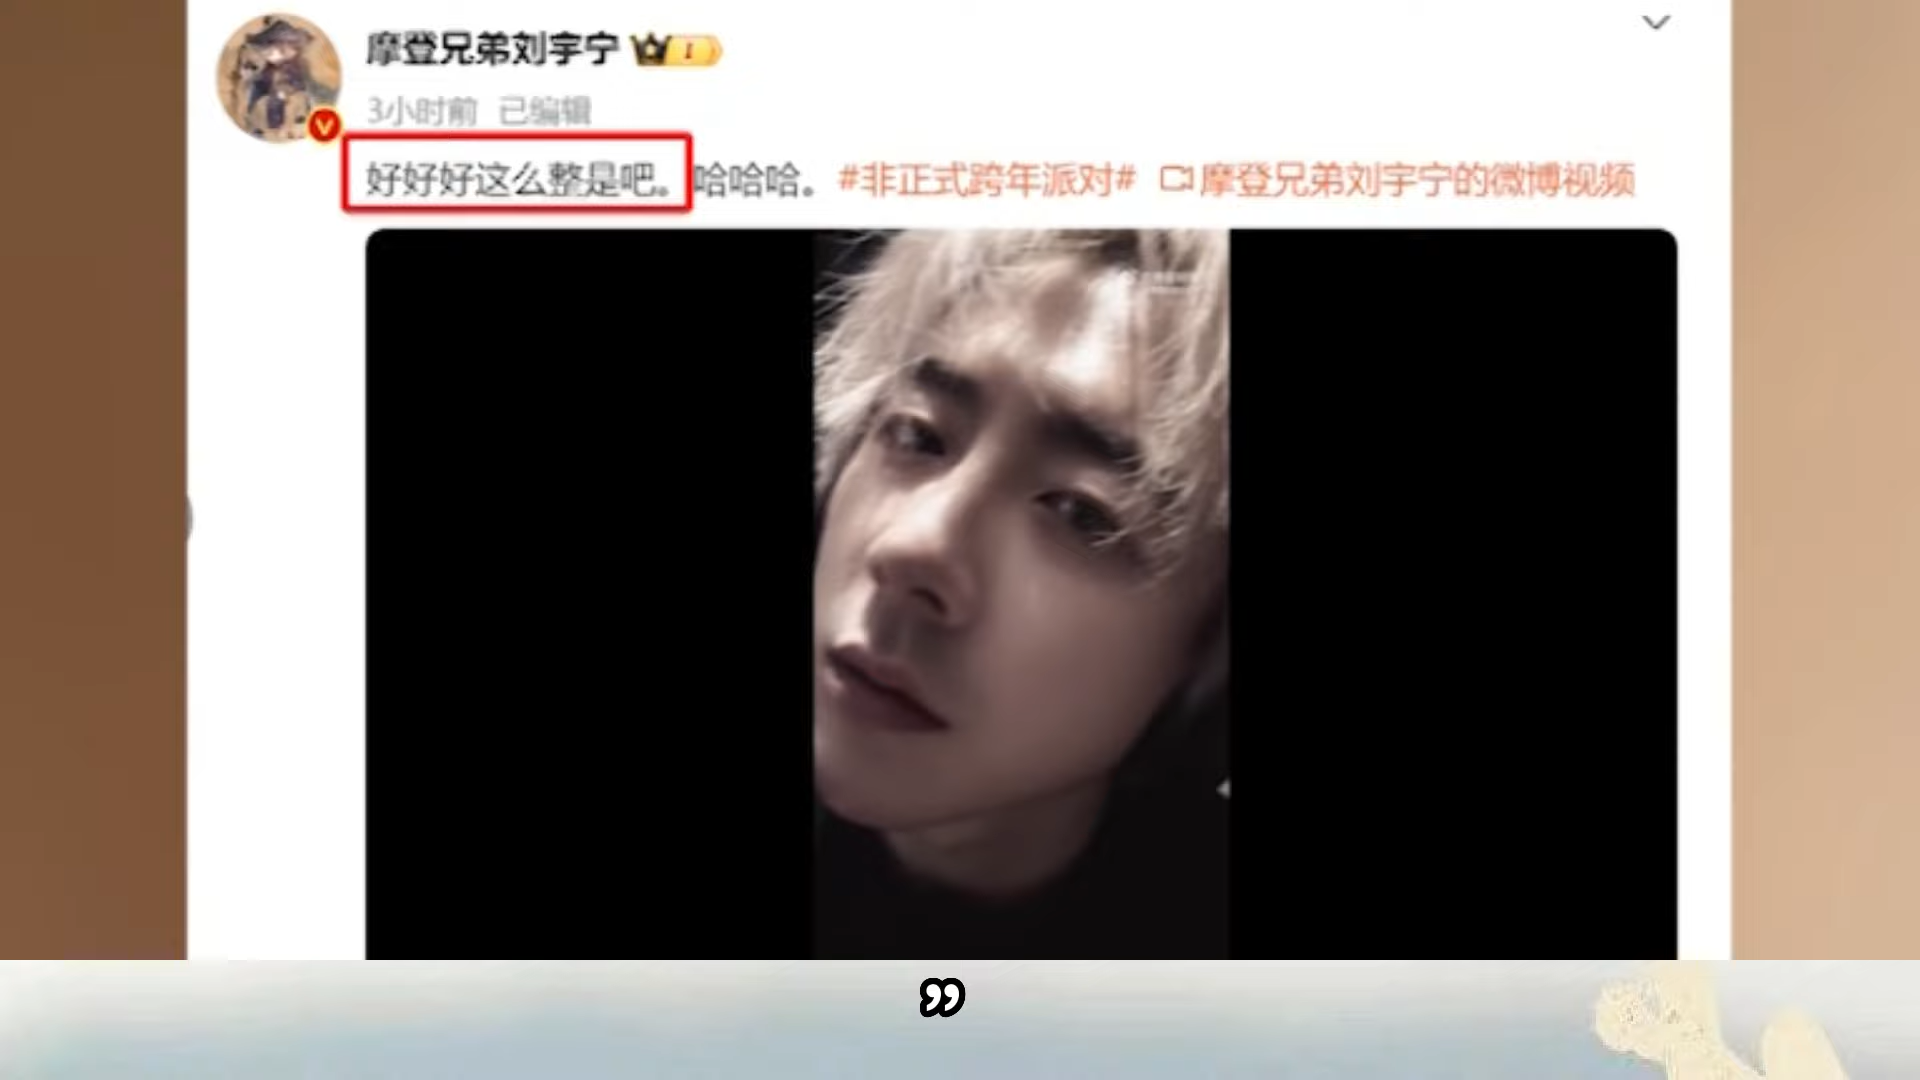 摩登兄弟刘宇宁
3小时前 已编辑
好好好这么整是吧。哈哈哈。#非正式跨年派对# 摩登兄弟刘宇宁的微博视频
”